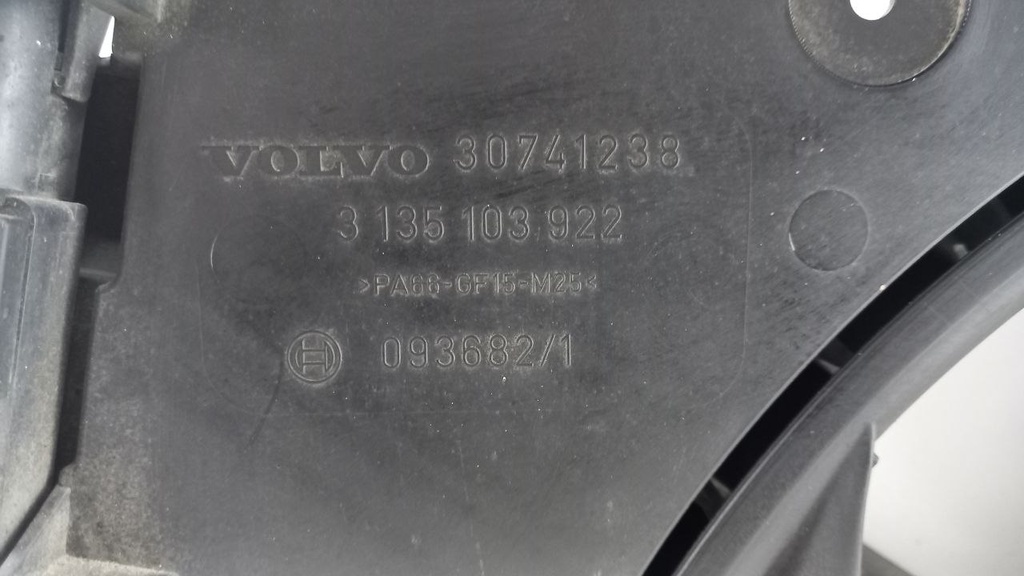 VOLVO 30741238
3 135 103 922
>PA66-GF15-M25<
093682/1